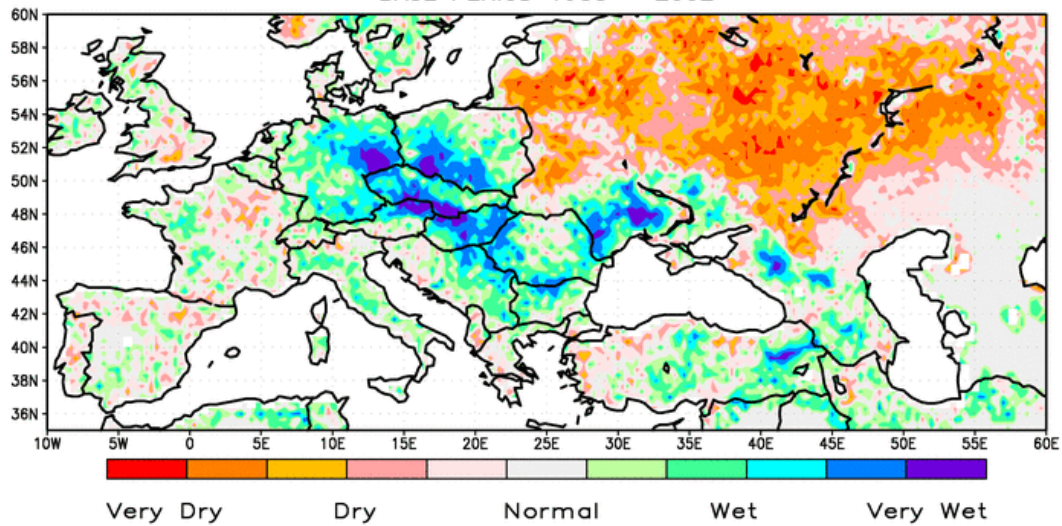 58N
56N
54N
52N
50N
48N
46N
44N
42N
40N
38N
36N
10W 5W 0 5E 10E 15E 20E 25E 30E 35E 40E 45E 50E 55E 60E
Very Dry Dry Normal Wet Very Wet